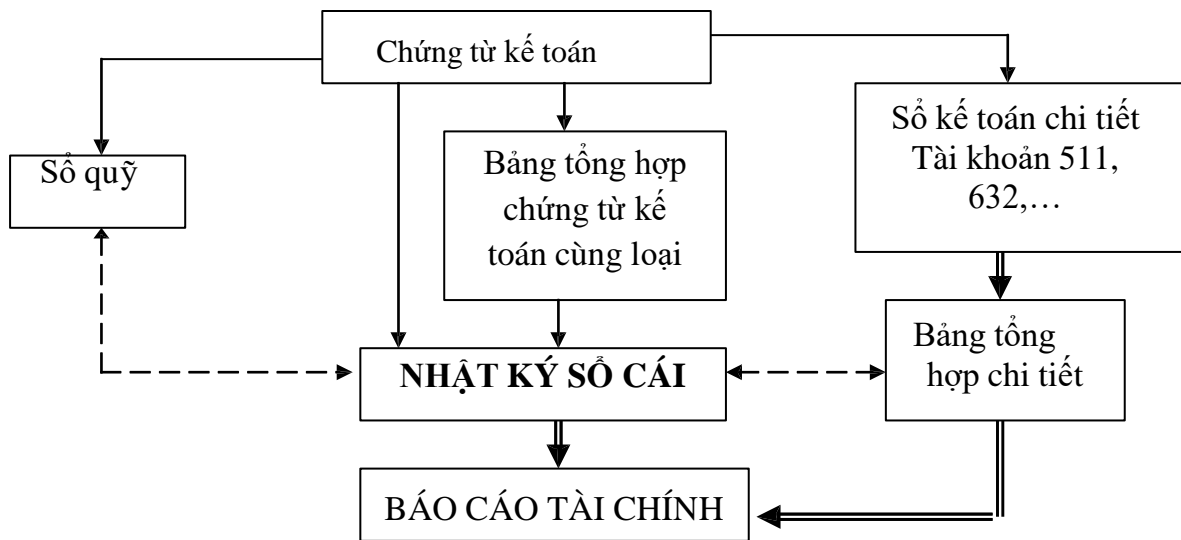 Chứng từ kế toán
Sổ quỹ
Bảng tổng hợp
chứng từ kế
toán cùng loại
Sổ kế toán chi tiết
Tài khoản 511,
632,…
NHẬT KÝ SỔ CÁI
Bảng tổng
hợp chi tiết
BÁO CÁO TÀI CHÍNH